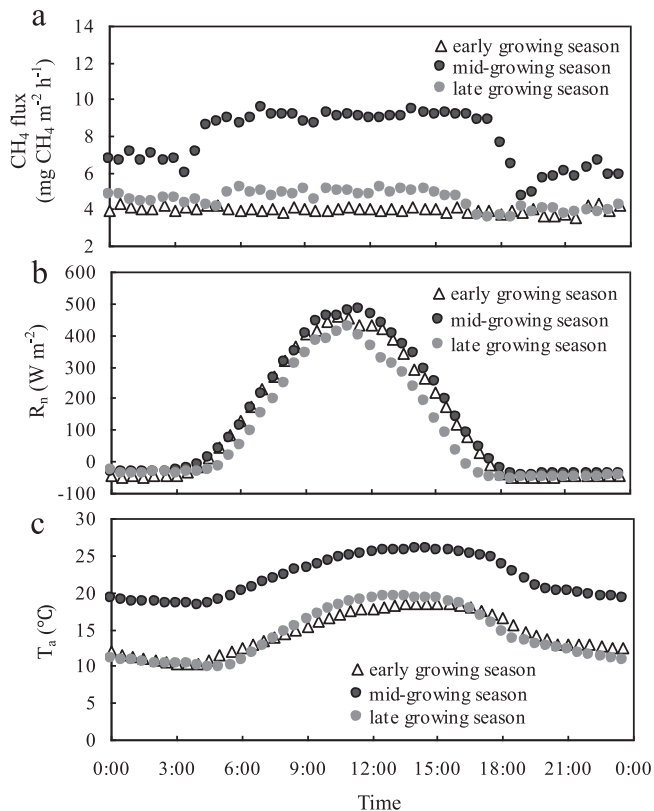 a
14
12
10
8
6
4
2
CH4 flux
(mg CH4 m-2 h-1)
early growing season
mid-growing season
late growing season
b
600
500
400
300
200
100
0
-100
Rn (W m-2)
early growing season
mid-growing season
late growing season
c
30
25
20
15
10
5
0
Ta (°C)
early growing season
mid-growing season
late growing season
0:00 3:00 6:00 9:00 12:00 15:00 18:00 21:00 0:00
Time